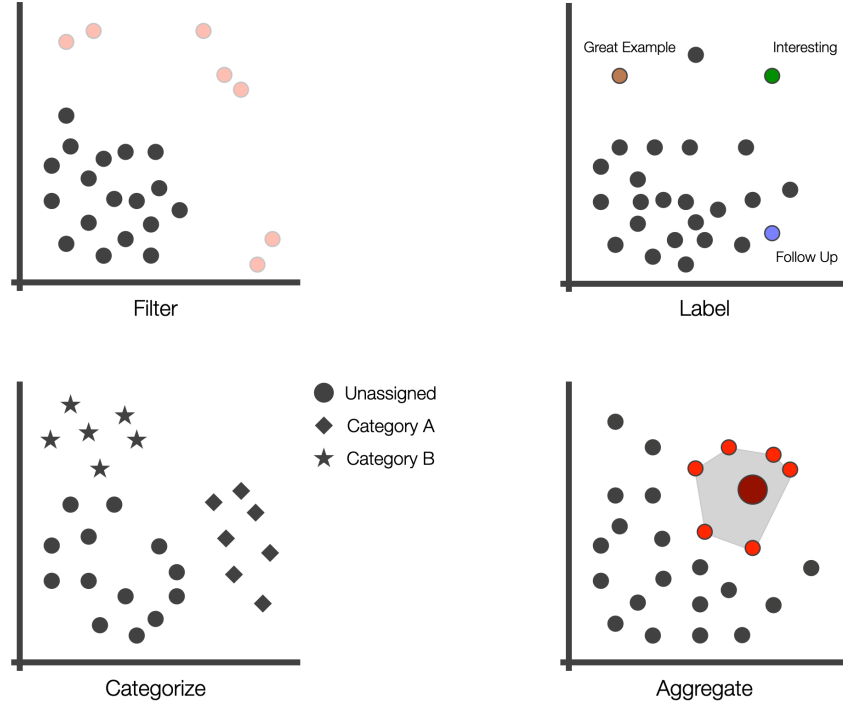 Great Example
Interesting
Follow Up
Filter
Label
Unassigned
Category A
Category B
Categorize
Aggregate